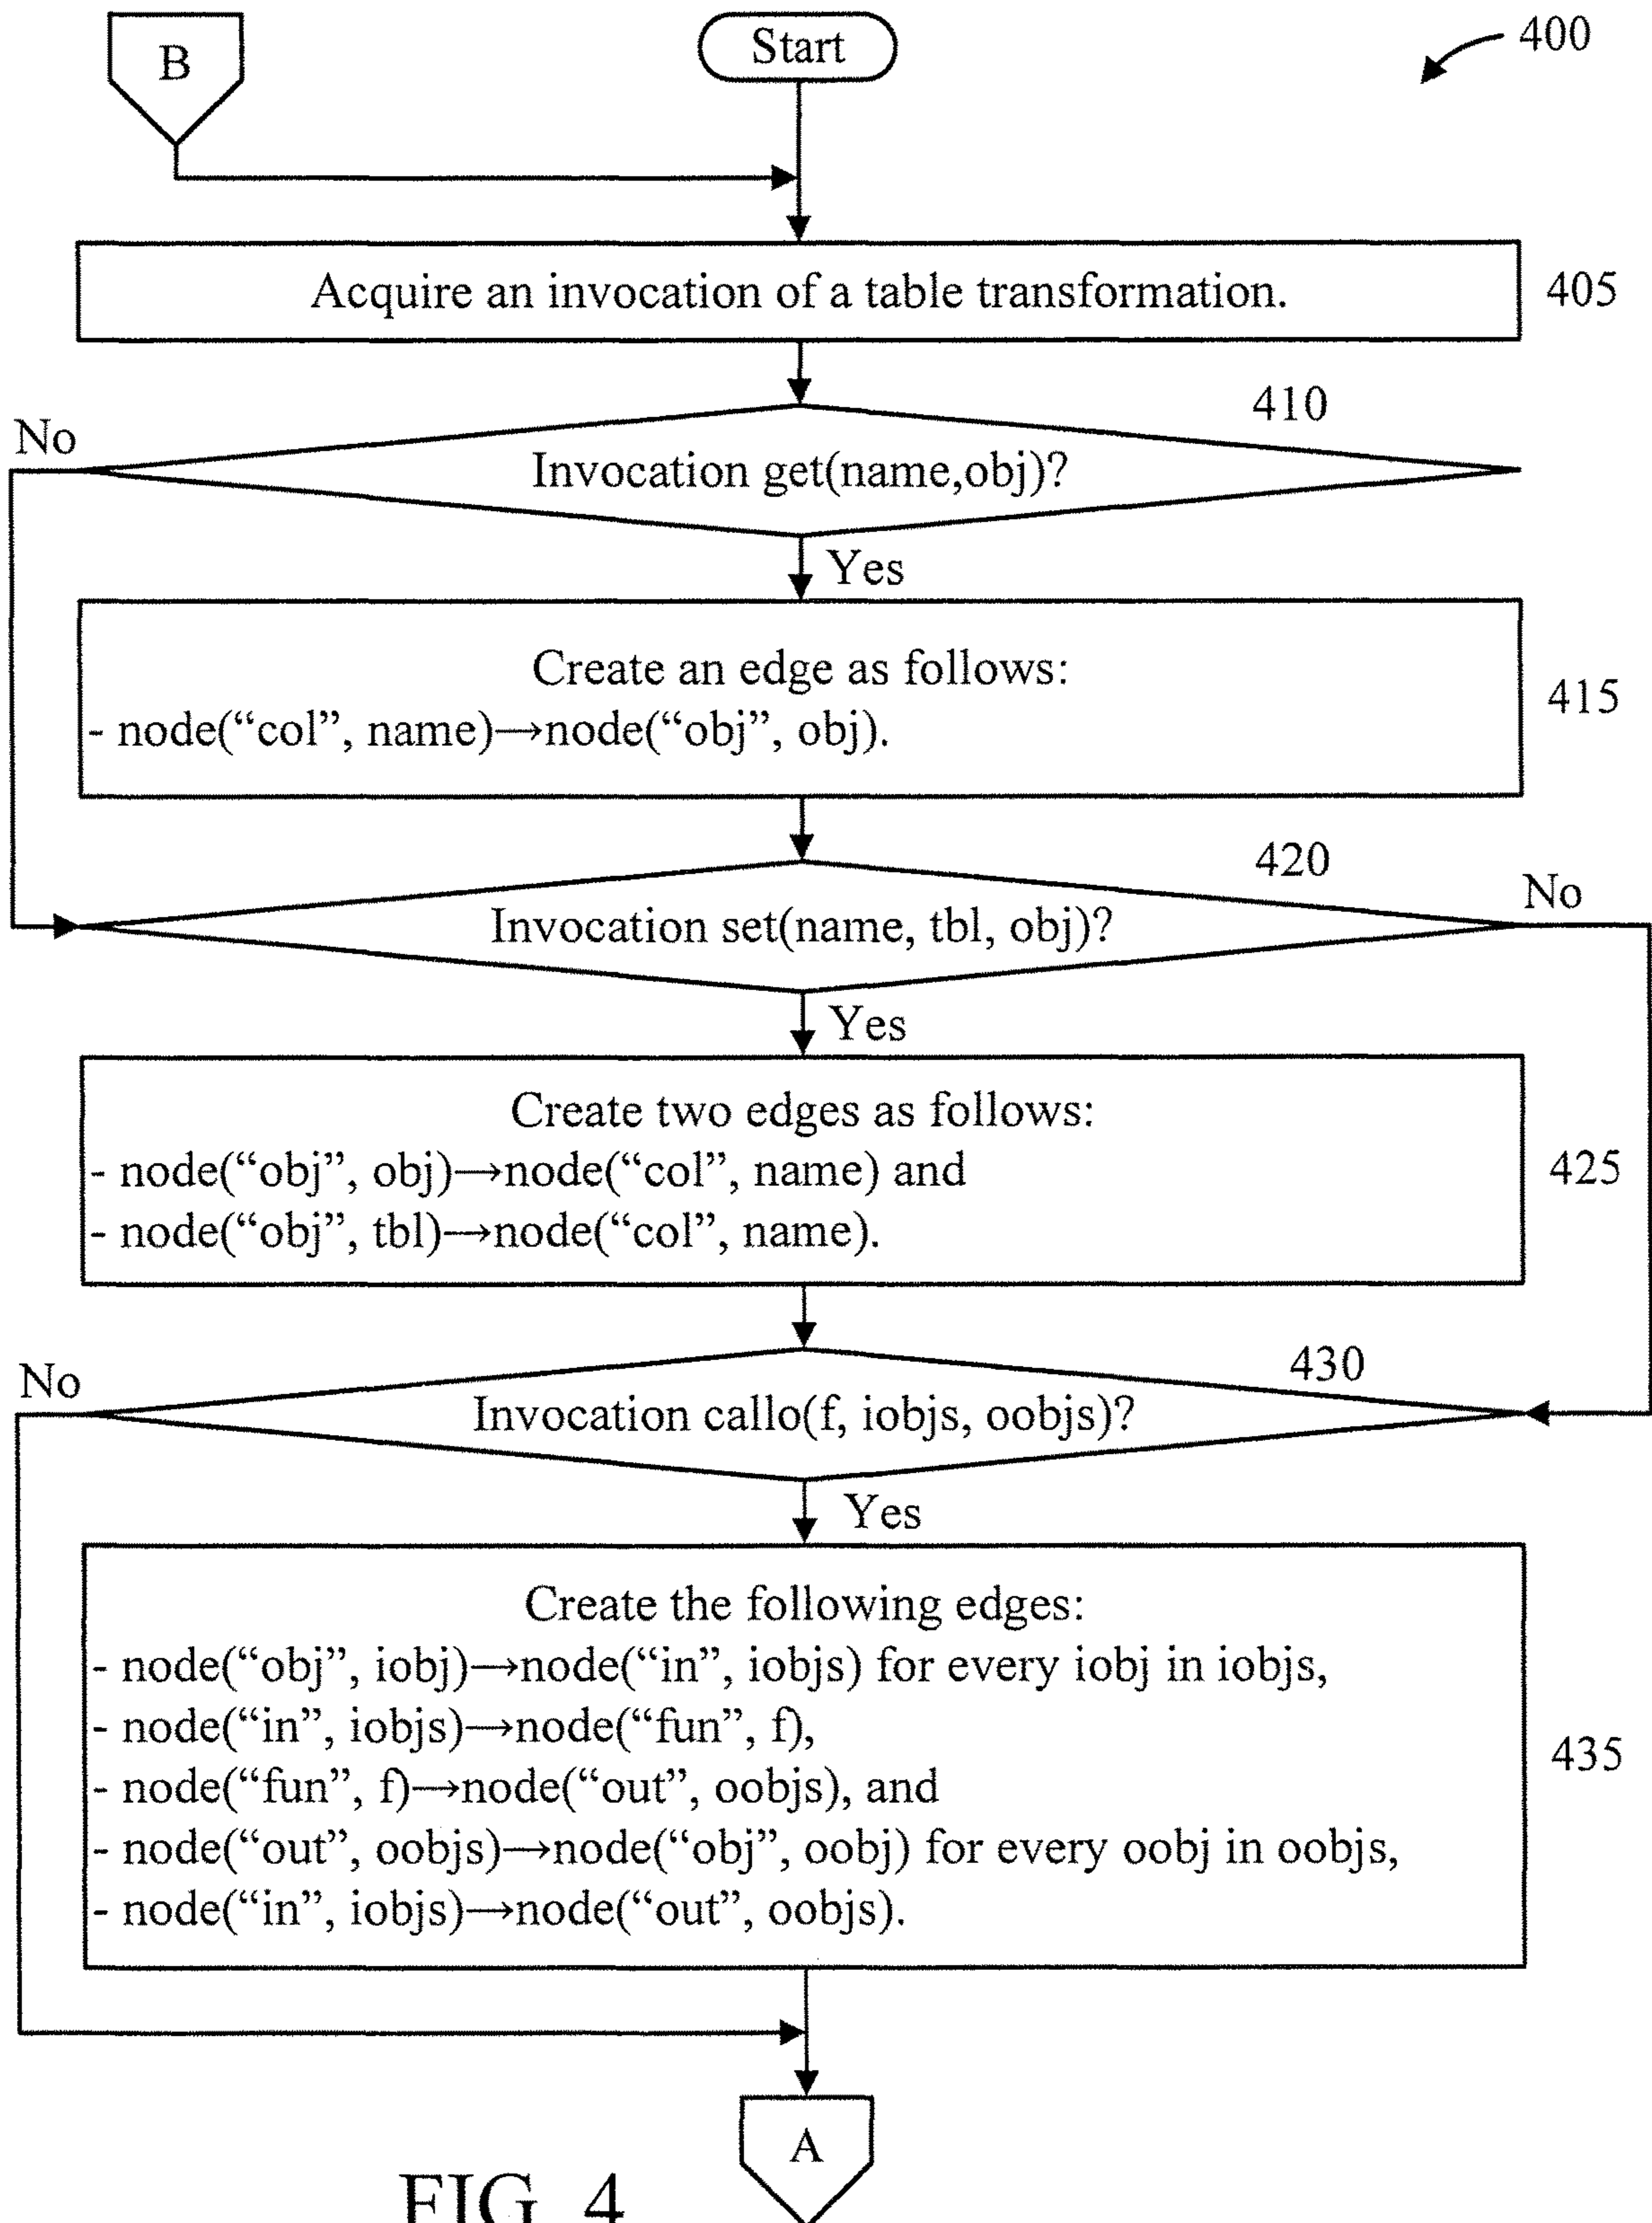 B
Start
400
Acquire an invocation of a table transformation.
405
410
No
Invocation get(name,obj)?
Yes
Create an edge as follows:
- node(“col”, name)→node(“obj”, obj).
415
420
No
Invocation set(name, tbl, obj)?
Yes
Create two edges as follows:
- node(“obj”, obj)→node(“col”, name) and
- node(“obj”, tbl)→node(“col”, name).
425
430
No
Invocation callo(f, iobjs, oobjs)?
Yes
Create the following edges:
- node(“obj”, iobj)→node(“in”, iobjs) for every iobj in iobjs,
- node(“in”, iobjs)→node(“fun”, f),
- node(“fun”, f)→node(“out”, oobjs), and
- node(“out”, oobjs)→node(“obj”, oobj) for every oobj in oobjs,
- node(“in”, iobjs)→node(“out”, oobjs).
435
A
FIG. 4